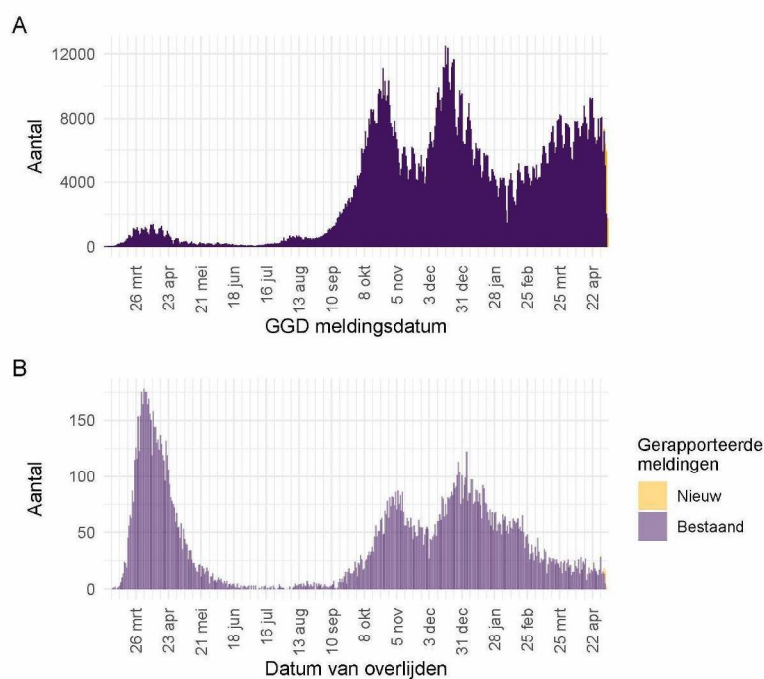 A
12000
8000
4000
0
Aantal
26 mrt
23 apr
21 mei
18 jun
16 jul
13 aug
10 sep
8 okt
5 nov
3 dec
31 dec
28 jan
25 feb
25 mrt
22 apr
GGD meldingsdatum
B
150
100
50
0
Aantal
26 mrt
23 apr
21 mei
18 jun
16 jul
13 aug
10 sep
8 okt
5 nov
3 dec
31 dec
28 jan
25 feb
25 mrt
22 apr
Datum van overlijden
Gerapporteerde
meldingen
Nieuw
Bestaand